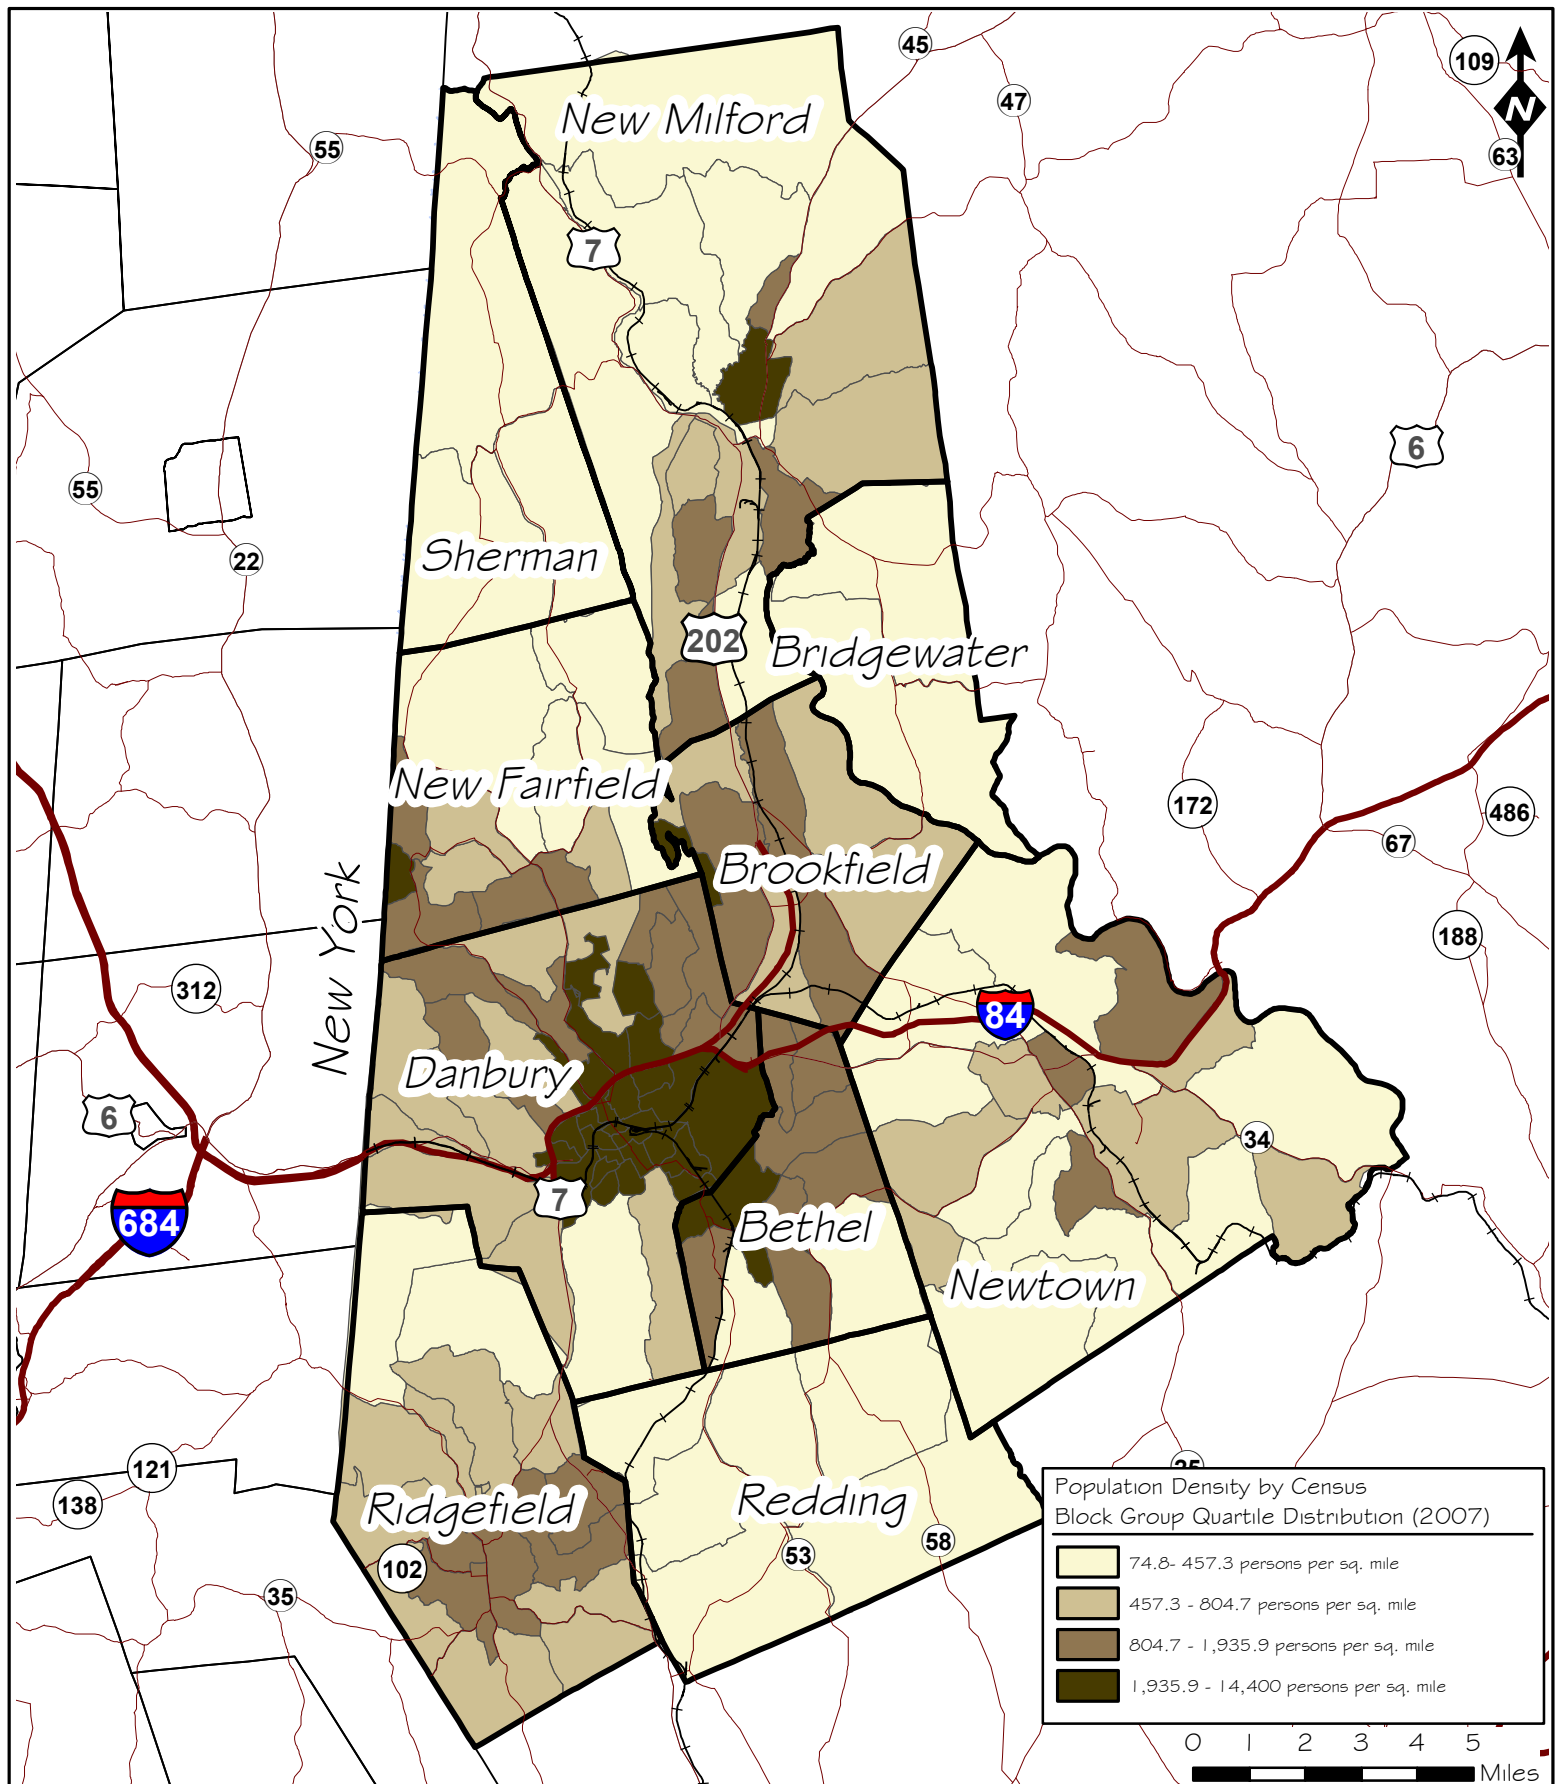 45
109
N
47
63
55
New Milford
7
6
55
22
Sherman
202
Bridgewater
New Fairfield
172
486
67
Brookfield
188
New York
312
84
Danbury
6
34
7
684
Bethel
Newtown
121
138
Ridgefield
Redding
102
53
58
35
Population Density by Census
Block Group Quartile Distribution (2007)
74.8- 457.3 persons per sq. mile
457.3 - 804.7 persons per sq. mile
804.7 - 1,935.9 persons per sq. mile
1,935.9 - 14,400 persons per sq. mile
0 1 2 3 4 5
Miles